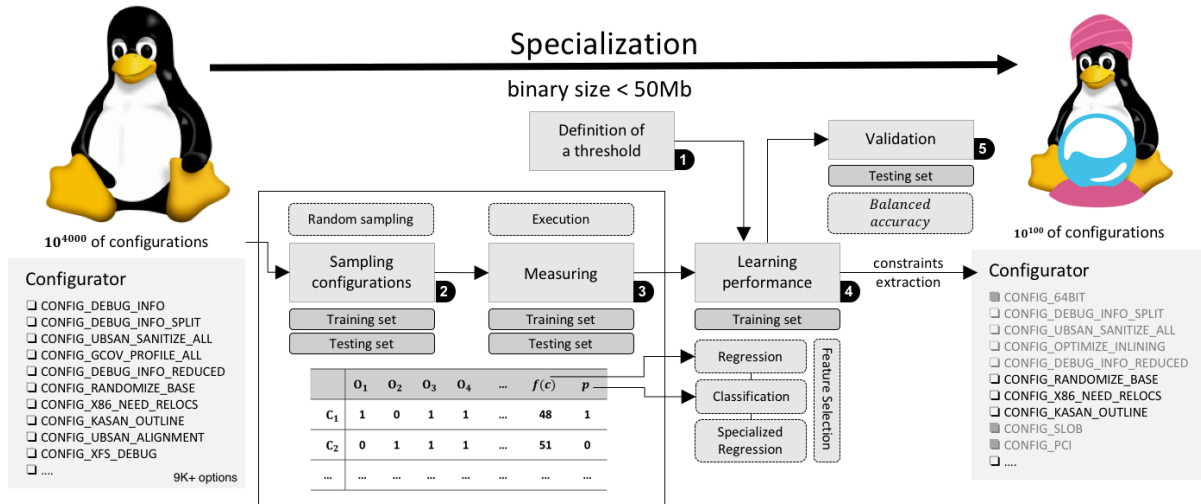 Specialization
binary size < 50Mb
Definition of
a threshold
1
Validation
5
Testing set
Balanced
accuracy
10^4000 of configurations
Random sampling
Execution
10^100 of configurations
Sampling
configurations
2
Measuring
3
Learning
performance
4
constraints
extraction
Training set
Testing set
Training set
Testing set
Training set
Configurator
❑ CONFIG_DEBUG_INFO
❑ CONFIG_DEBUG_INFO_SPLIT
❑ CONFIG_UBSAN_SANITIZE_ALL
❑ CONFIG_GCOV_PROFILE_ALL
❑ CONFIG_DEBUG_INFO_REDUCED
❑ CONFIG_RANDOMIZE_BASE
❑ CONFIG_X86_NEED_RELOCS
❑ CONFIG_KASAN_OUTLINE
❑ CONFIG_UBSAN_ALIGNMENT
❑ CONFIG_XFS_DEBUG
❑ ....
9K+ options
O₁ O₂ O₃ O₄ ... f(c) p
C₁ 1 0 1 1 ... 48 1
C₂ 0 1 1 1 ... 51 0
... ... ... ... ... ... ... ...
Regression
Classification
Specialized
Regression
Feature Selection
Configurator
CONFIG_64BIT
❑ CONFIG_DEBUG_INFO_SPLIT
❑ CONFIG_UBSAN_SANITIZE_ALL
❑ CONFIG_OPTIMIZE_INLINING
❑ CONFIG_DEBUG_INFO_REDUCED
❑ CONFIG_RANDOMIZE_BASE
❑ CONFIG_X86_NEED_RELOCS
❑ CONFIG_KASAN_OUTLINE
CONFIG_SLOB
CONFIG_PCI
❑ ....